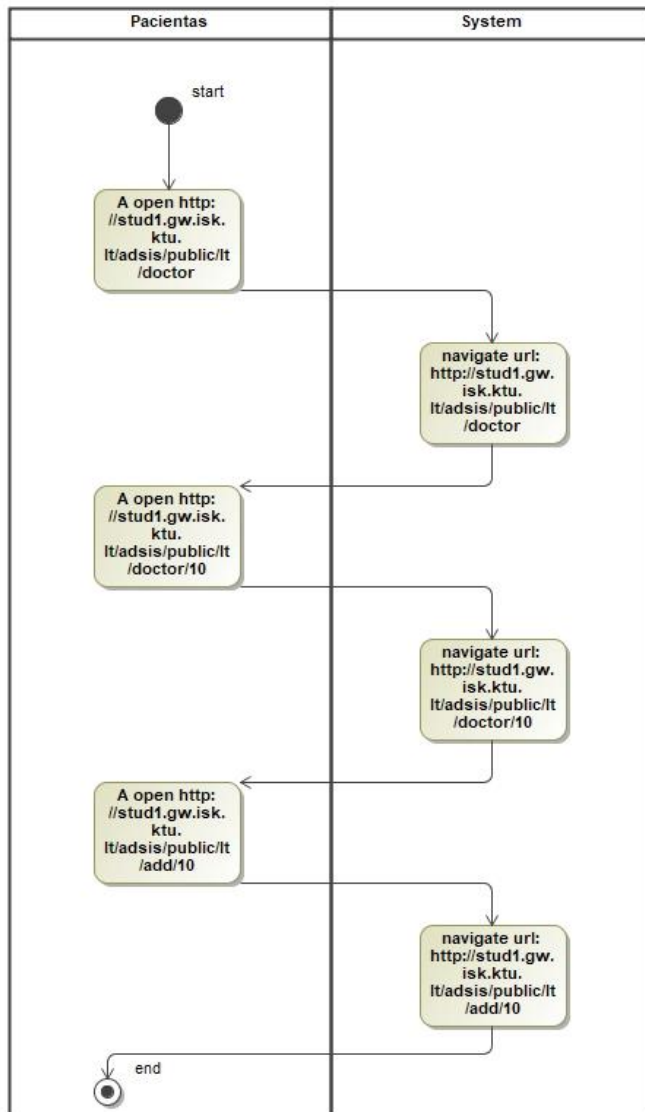 Pacientas
System
start
A open http:
//stud1.gw.isk.
ktu.
lt/adsis/public/lt
/doctor
navigate url:
http://stud1.gw.
isk.ktu.
lt/adsis/public/lt
/doctor
A open http:
//stud1.gw.isk.
ktu.
lt/adsis/public/lt
/doctor/10
navigate url:
http://stud1.gw.
isk.ktu.
lt/adsis/public/lt
/doctor/10
A open http:
//stud1.gw.isk.
ktu.
lt/adsis/public/lt
/add/10
navigate url:
http://stud1.gw.
isk.ktu.
lt/adsis/public/lt
/add/10
end